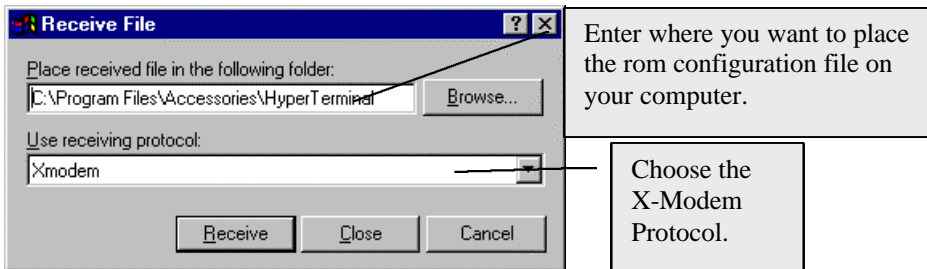 Receive File
Place received file in the following folder:
C:\Program Files\Accessories\HyperTerminal
Browse...
Use receiving protocol:
Xmodem
Receive
Close
Cancel
Enter where you want to place
the rom configuration file on
your computer.
Choose the
X-Modem
Protocol.